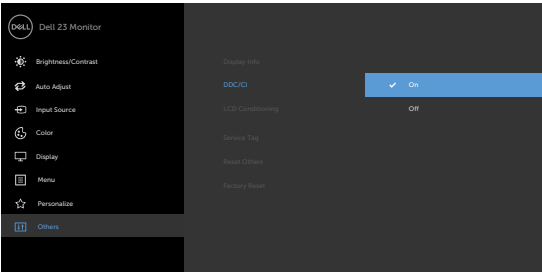 DELL Dell 23 Monitor
Brightness/Contrast
Auto Adjust
Input Source
Color
Display
Menu
Personalize
Others
Display Info
DDC/CI
LCD Conditioning
Service Tag
Reset Others
Factory Reset
On
Off